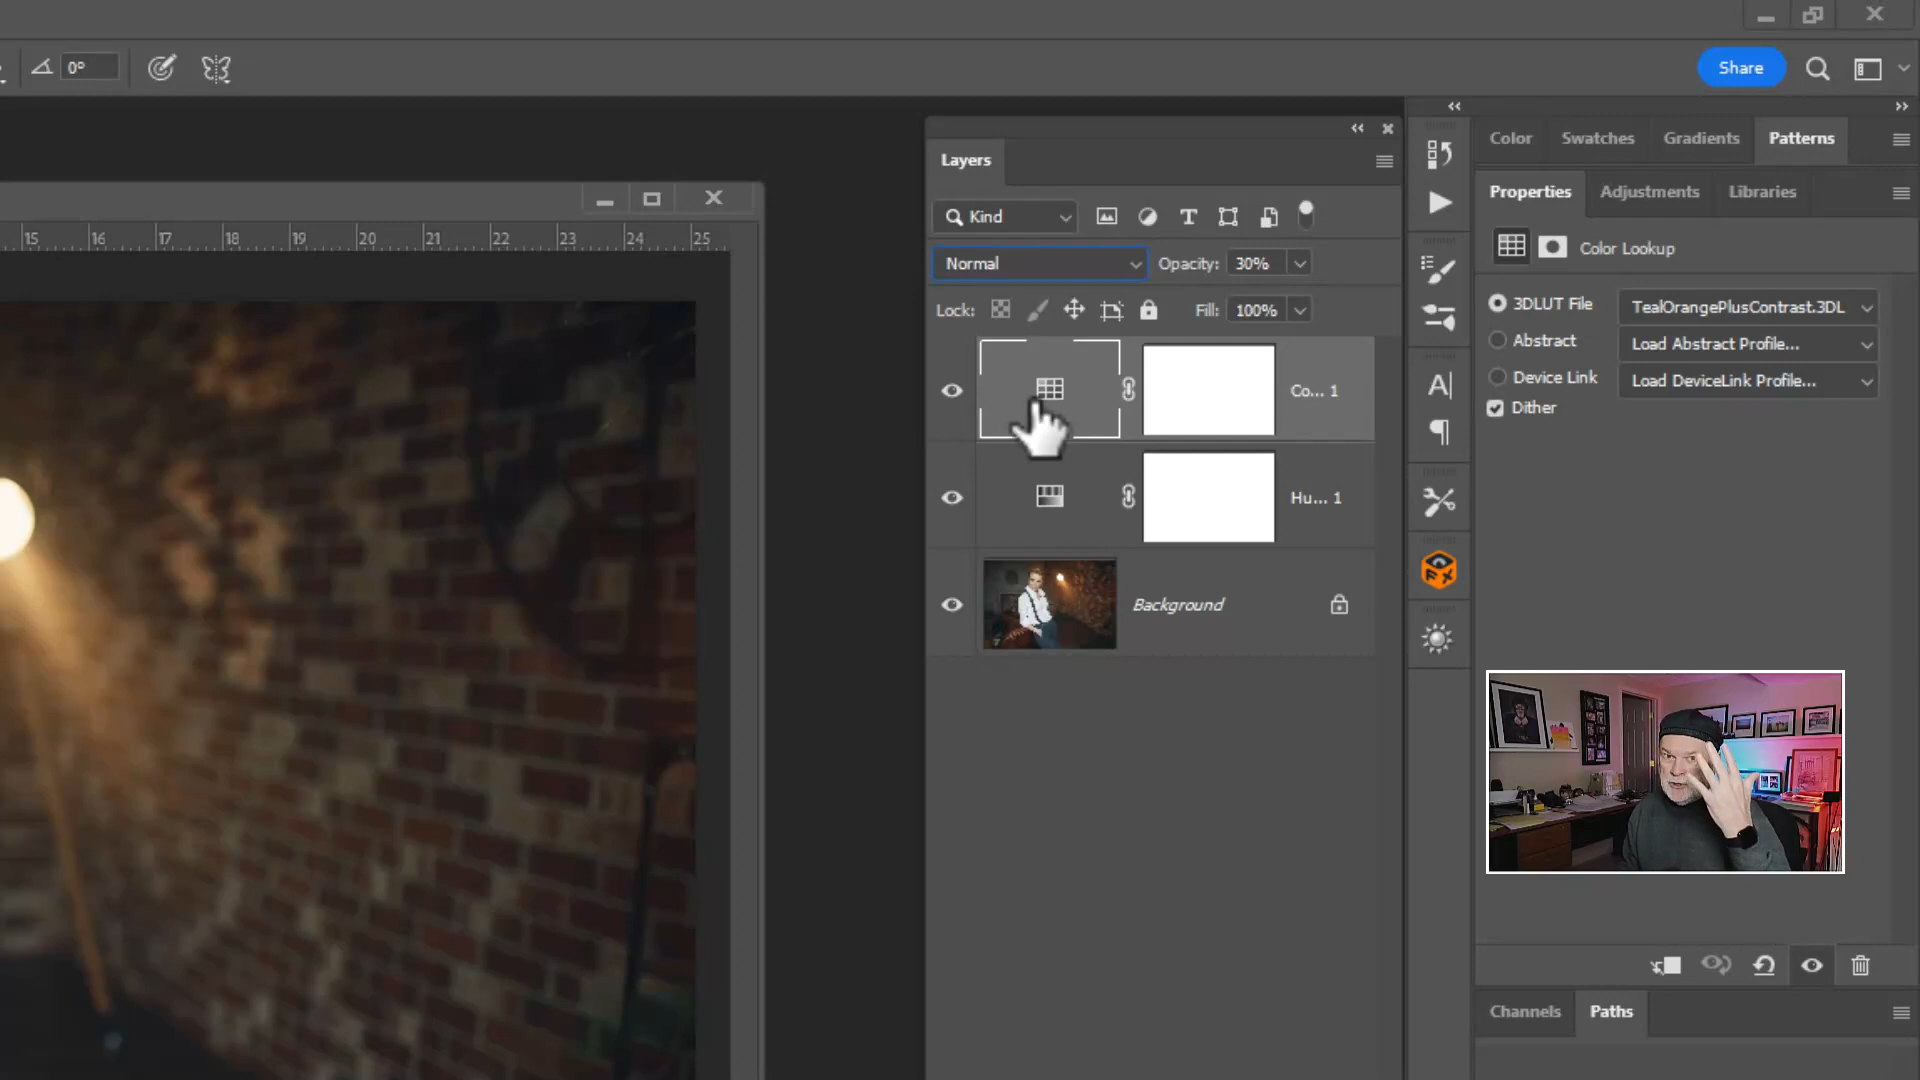 0°
Share
15 16 17 18 19 20 21 22 23 24 25
Layers
Kind
Normal Opacity: 30%
Lock: Fill: 100%
Co... 1
Hu... 1
Background
A|
FX
Color Swatches Gradients Patterns
Properties Adjustments Libraries
Color Lookup
3DLUT File TealOrangePlusContrast.3DL
Abstract Load Abstract Profile...
Device Link Load DeviceLink Profile...
Dither
Channels Paths